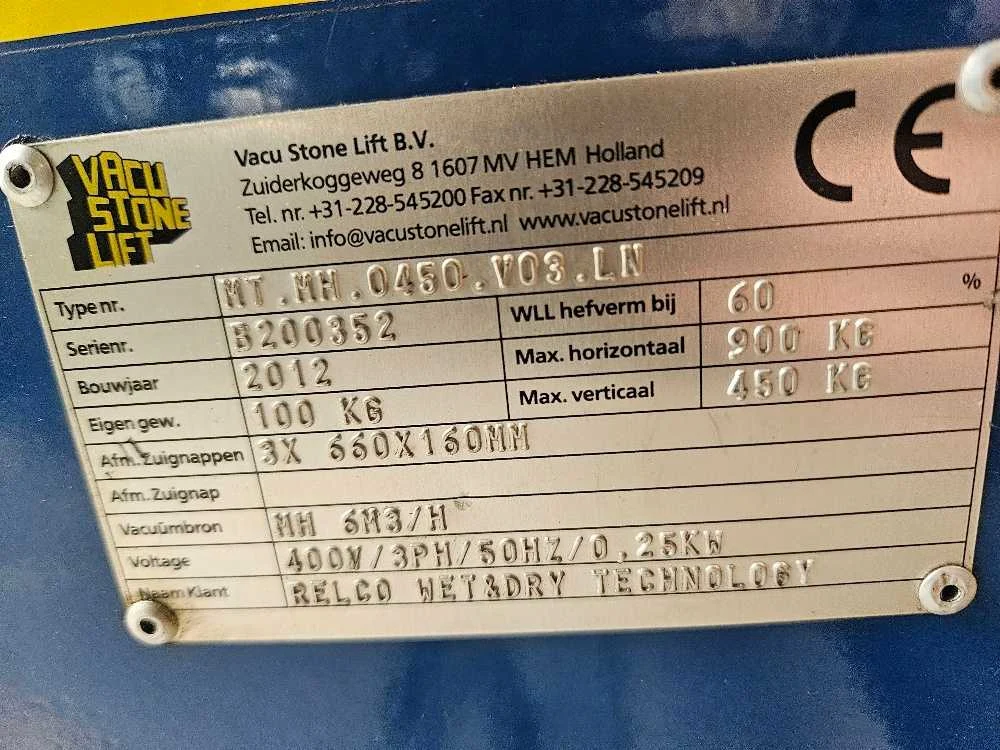 VACU
STONE
LIFT
Vacu Stone Lift B.V.
Zuiderkoggeweg 8 1607 MV HEM Holland
Tel. nr. +31-228-545200 Fax nr. +31-228-545209
Email: info@vacustonelift.nl www.vacustonelift.nl
CE
Type nr. MT.MH.0450.V03.LN
Serienr. B200352 WLL hefverm bij 60 %
Bouwjaar 2012 Max. horizontaal 900 KG
Eigen gew. 100 KG Max. verticaal 450 KG
Afm. Zuignappen 3X 660X160MM
Afm. Zuignap
Vacuümbron MH 6M3/H
Voltage 400V/3PH/50HZ/0,25KW
Naam Klant RELCO WET&DRY TECHNOLOGY